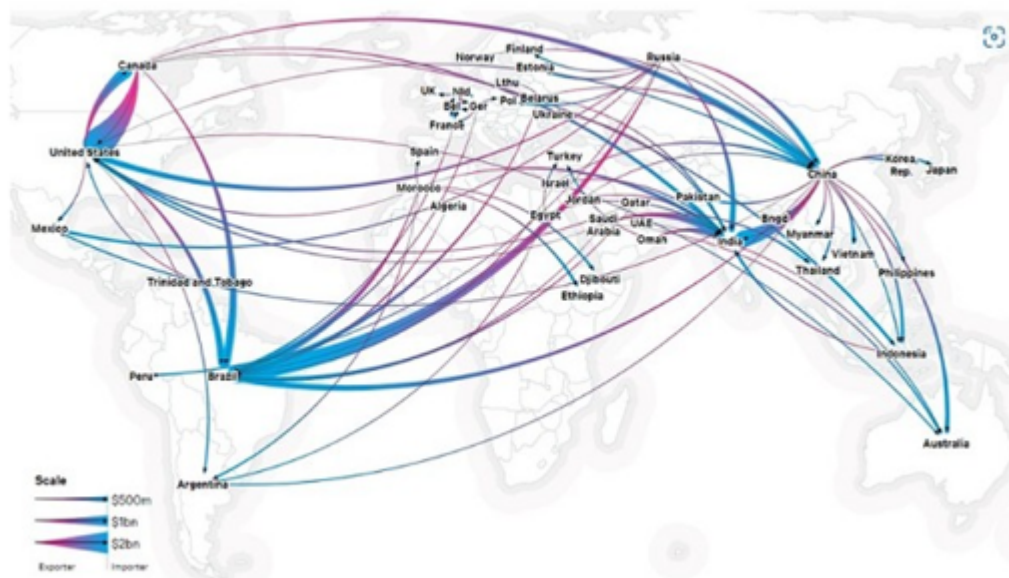 Canada
Norway
Finland
Estonia
Russia
Lthu
UK
Nld,
Bel
Ger
Pol
Belarus
Ukraine
France
United States
Spain
Turkey
China
Korea,
Rep.
Japan
Morocco
Israel
Jordan
Qatar
Pakistan
Mexico
Algeria
Egypt
Saudi
Arabia
UAE
Oman
India
Bngd
Myanmar
Vietnam
Thailand
Philippines
Trinidad and Tobago
Djibouti
Ethiopia
Indonesia
Peru
Brazil
Australia
Argentina
Scale
$500m
$1bn
$2bn
Exporter
Importer